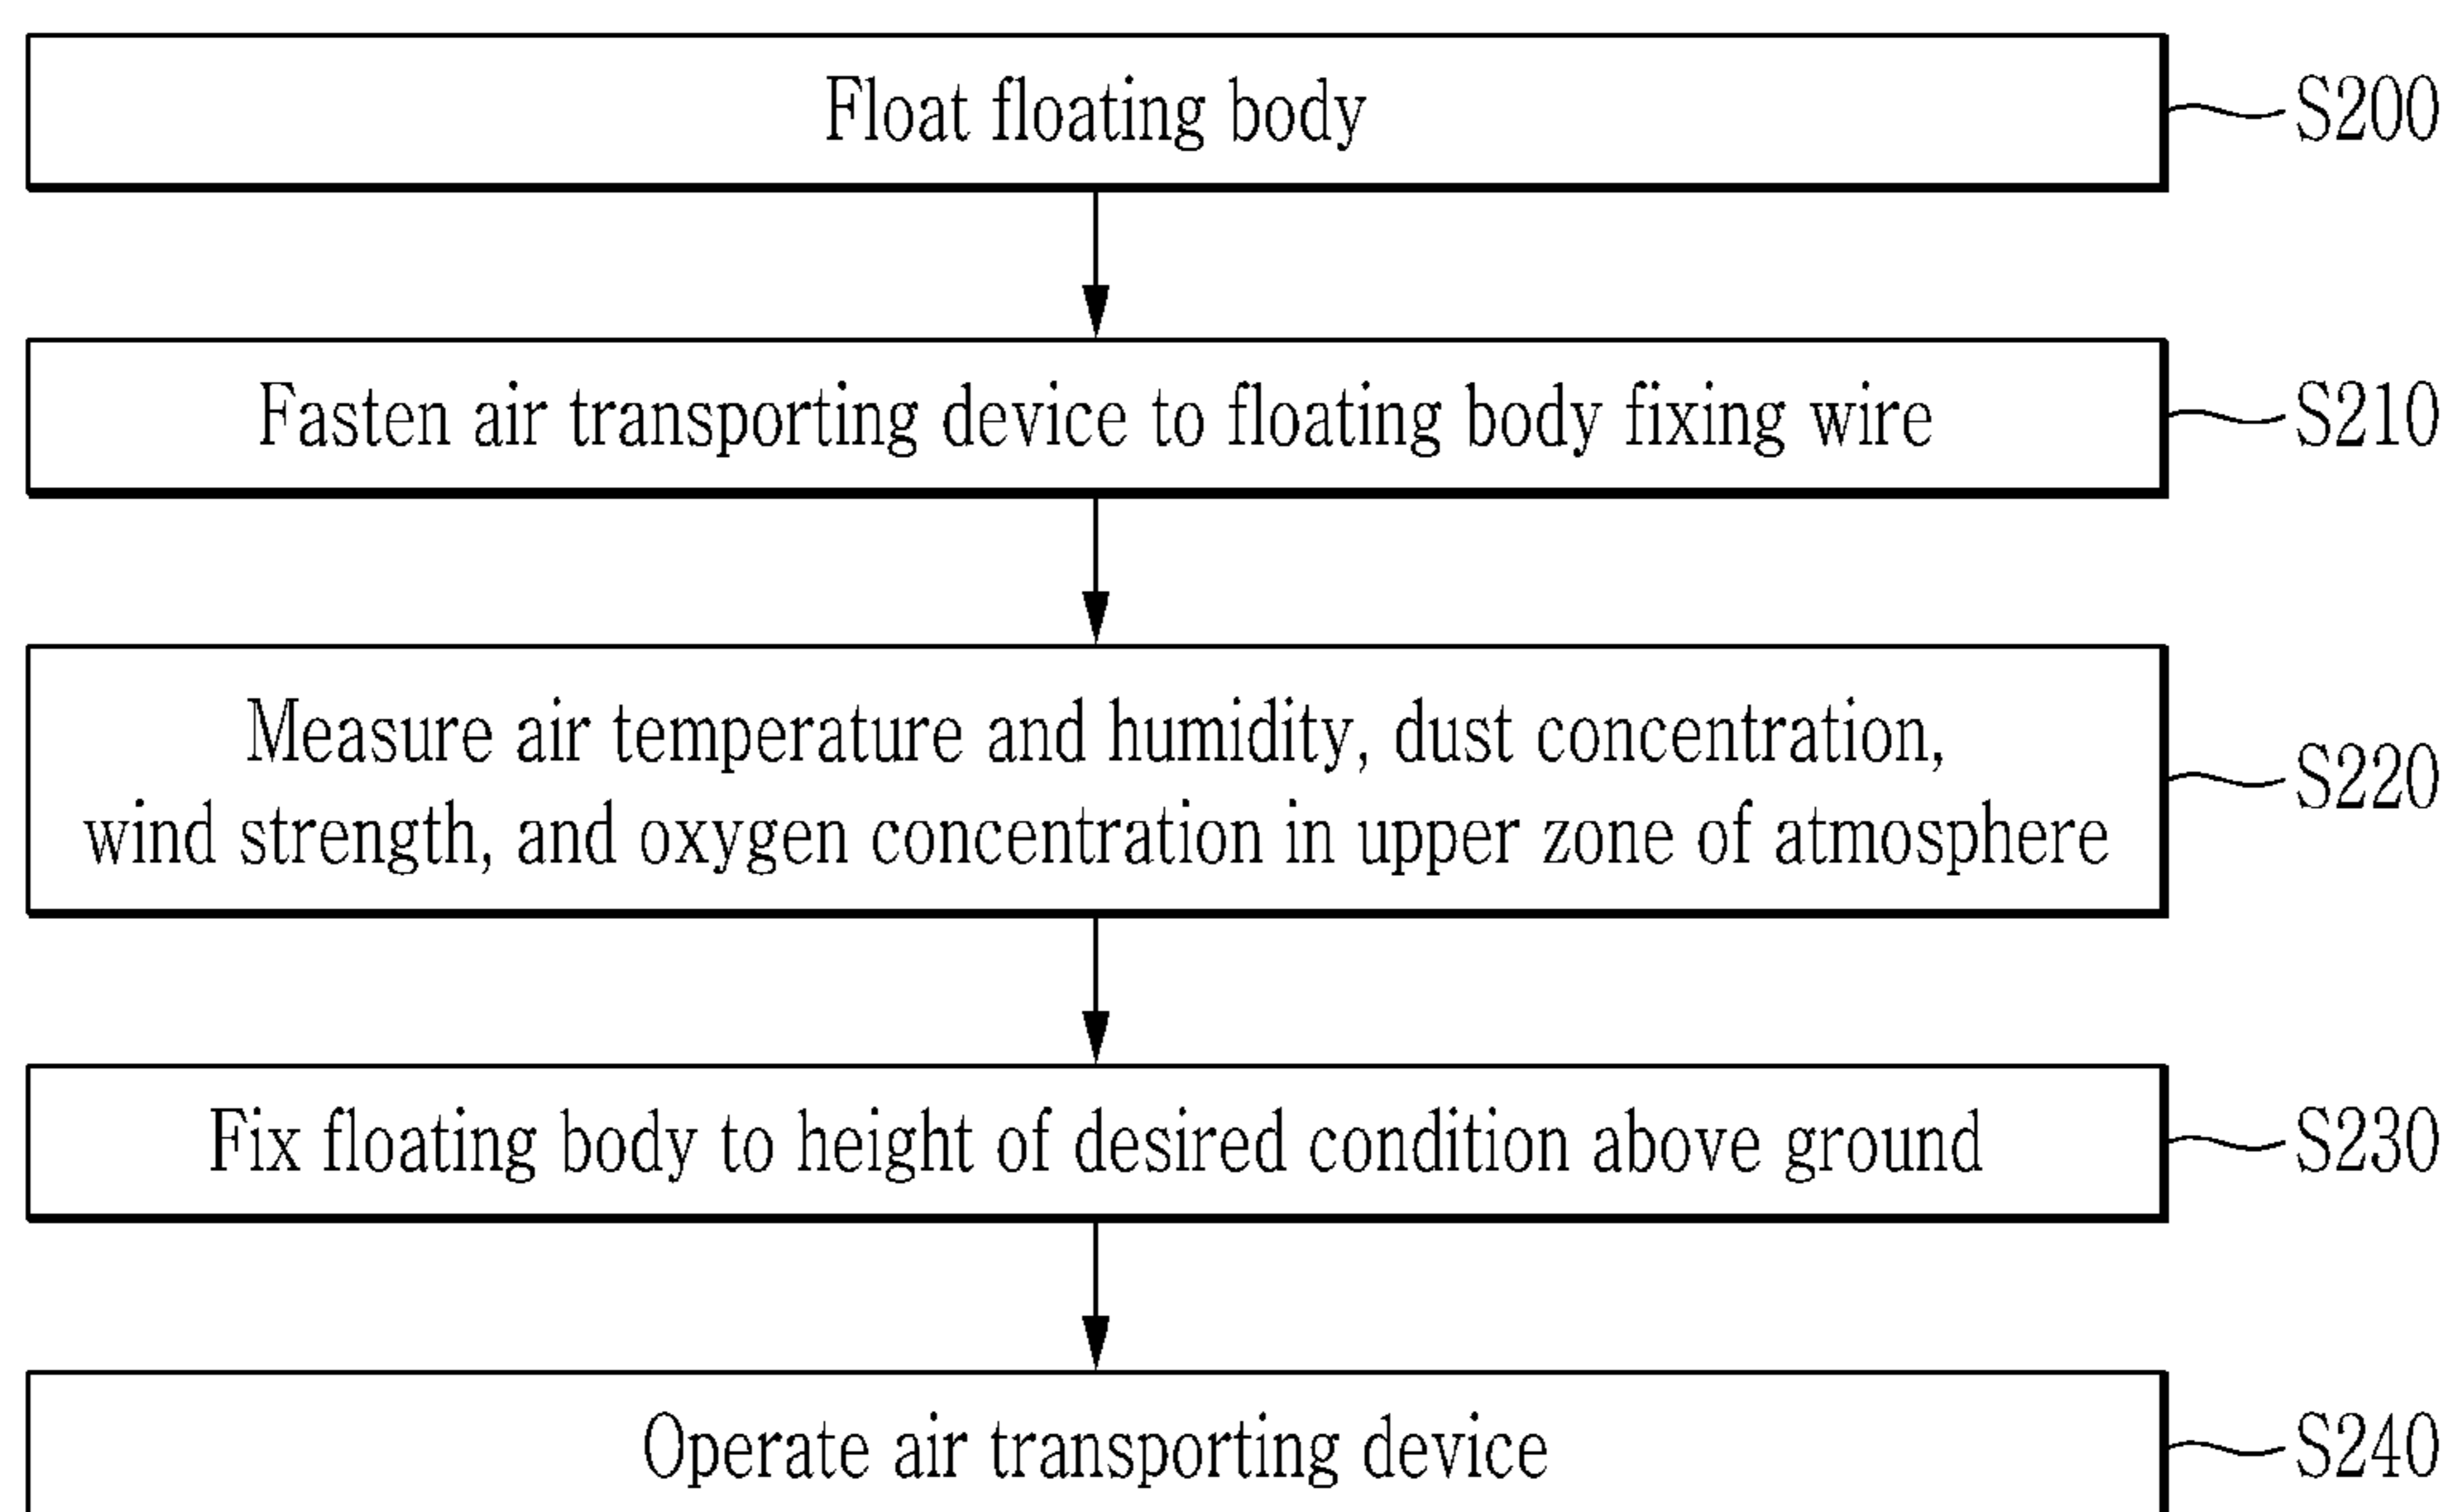 Float floating body
S200
Fasten air transporting device to floating body fixing wire
S210
Measure air temperature and humidity, dust concentration,
wind strength, and oxygen concentration in upper zone of atmosphere
S220
Fix floating body to height of desired condition above ground
S230
Operate air transporting device
S240